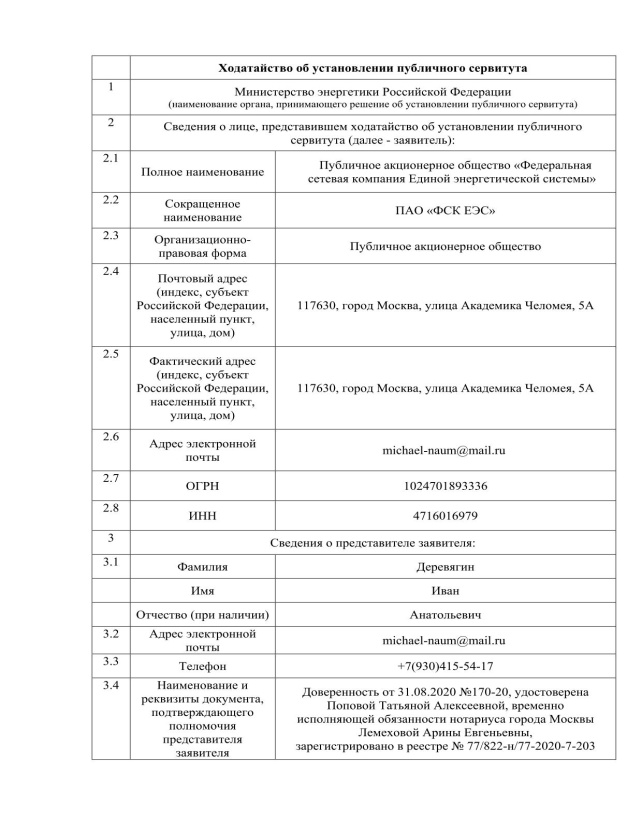 Ходатайство об установлении публичного сервитута
1
Министерство энергетики Российской Федерации
(наименование органа, принимающего решение об установлении публичного сервитута)
2
Сведения о лице, представившем ходатайство об установлении публичного
сервитута (далее - заявитель):
2.1
Полное наименование
Публичное акционерное общество «Федеральная
сетевая компания Единой энергетической системы»
2.2
Сокращенное
наименование
ПАО «ФСК ЕЭС»
2.3
Организационно-
правовая форма
Публичное акционерное общество
2.4
Почтовый адрес
(индекс, субъект
Российской Федерации,
населенный пункт,
улица, дом)
117630, город Москва, улица Академика Челомея, 5А
2.5
Фактический адрес
(индекс, субъект
Российской Федерации,
населенный пункт,
улица, дом)
117630, город Москва, улица Академика Челомея, 5А
2.6
Адрес электронной
почты
michael-naum@mail.ru
2.7
ОГРН
1024701893336
2.8
ИНН
4716016979
3
Сведения о представителе заявителя:
3.1
Фамилия
Деревягин
Имя
Иван
Отчество (при наличии)
Анатольевич
3.2
Адрес электронной
почты
michael-naum@mail.ru
3.3
Телефон
+7(930)415-54-17
3.4
Наименование и
реквизиты документа,
подтверждающего
полномочия
представителя
заявителя
Доверенность от 31.08.2020 №170-20, удостоверена
Поповой Татьяной Алексеевной, временно
исполняющей обязанности нотариуса города Москвы
Лемеховой Арины Евгеньевны,
зарегистрировано в реестре № 77/822-н/77-2020-7-203